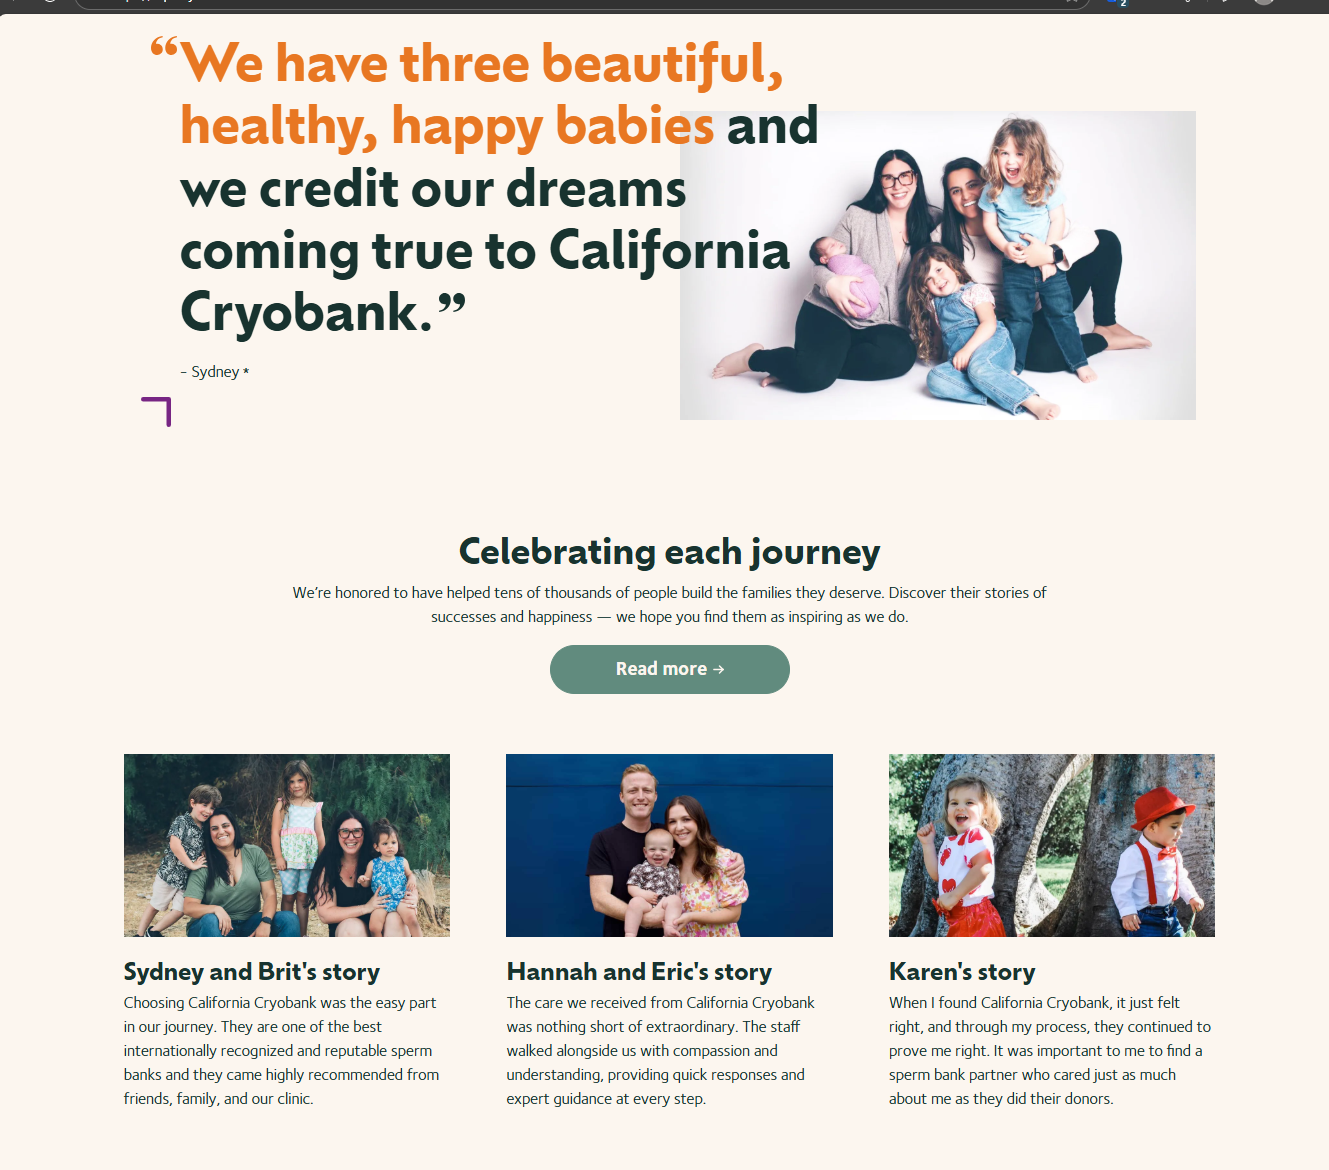 “We have three beautiful,
healthy, happy babies and
we credit our dreams
coming true to California
Cryobank.”
– Sydney *
Celebrating each journey
We’re honored to have helped tens of thousands of people build the families they deserve. Discover their stories of
successes and happiness — we hope you find them as inspiring as we do.
Read more →
Sydney and Brit's story
Choosing California Cryobank was the easy part
in our journey. They are one of the best
internationally recognized and reputable sperm
banks and they came highly recommended from
friends, family, and our clinic.
Hannah and Eric's story
The care we received from California Cryobank
was nothing short of extraordinary. The staff
walked alongside us with compassion and
understanding, providing quick responses and
expert guidance at every step.
Karen's story
When I found California Cryobank, it just felt
right, and through my process, they continued to
prove me right. It was important to me to find a
sperm bank partner who cared just as much
about me as they did their donors.